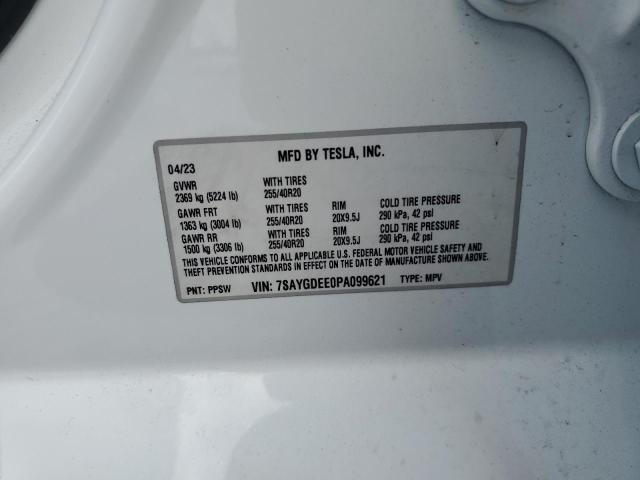 MFD BY TESLA, INC.
04/23
GVWR WITH TIRES
2369 kg (5224 lb) 255/40R20
GAWR FRT WITH TIRES RIM COLD TIRE PRESSURE
1363 kg (3004 lb) 255/40R20 20X9.5J 290 kPa, 42 psi
GAWR RR WITH TIRES RIM COLD TIRE PRESSURE
1500 kg (3306 lb) 255/40R20 20X9.5J 290 kPa, 42 psi
THIS VEHICLE CONFORMS TO ALL APPLICABLE U.S. FEDERAL MOTOR VEHICLE SAFETY AND
THEFT PREVENTION STANDARDS IN EFFECT ON THE DATE OF MANUFACTURE SHOWN ABOVE.
PNT: PPSW VIN: 7SAYGDEE0PA099621 TYPE: MPV